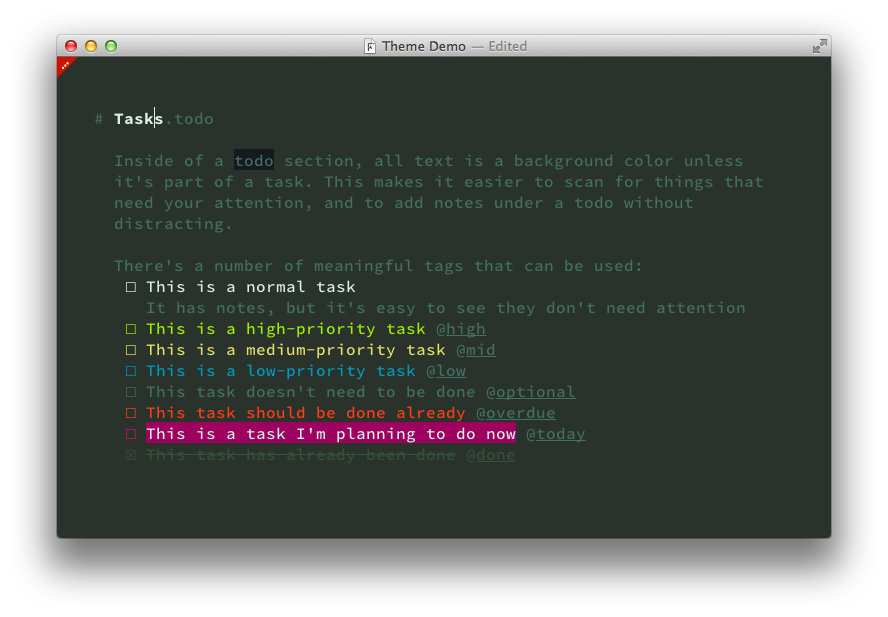 Theme Demo — Edited
# Tasks.todo
Inside of a todo section, all text is a background color unless
it's part of a task. This makes it easier to scan for things that
need your attention, and to add notes under a todo without
distracting.
There's a number of meaningful tags that can be used:
☐ This is a normal task
It has notes, but it's easy to see they don't need attention
☐ This is a high-priority task @high
☐ This is a medium-priority task @mid
☐ This is a low-priority task @low
☐ This task doesn't need to be done @optional
☐ This task should be done already @overdue
☐ This is a task I'm planning to do now @today
☒ This task has already been done @done